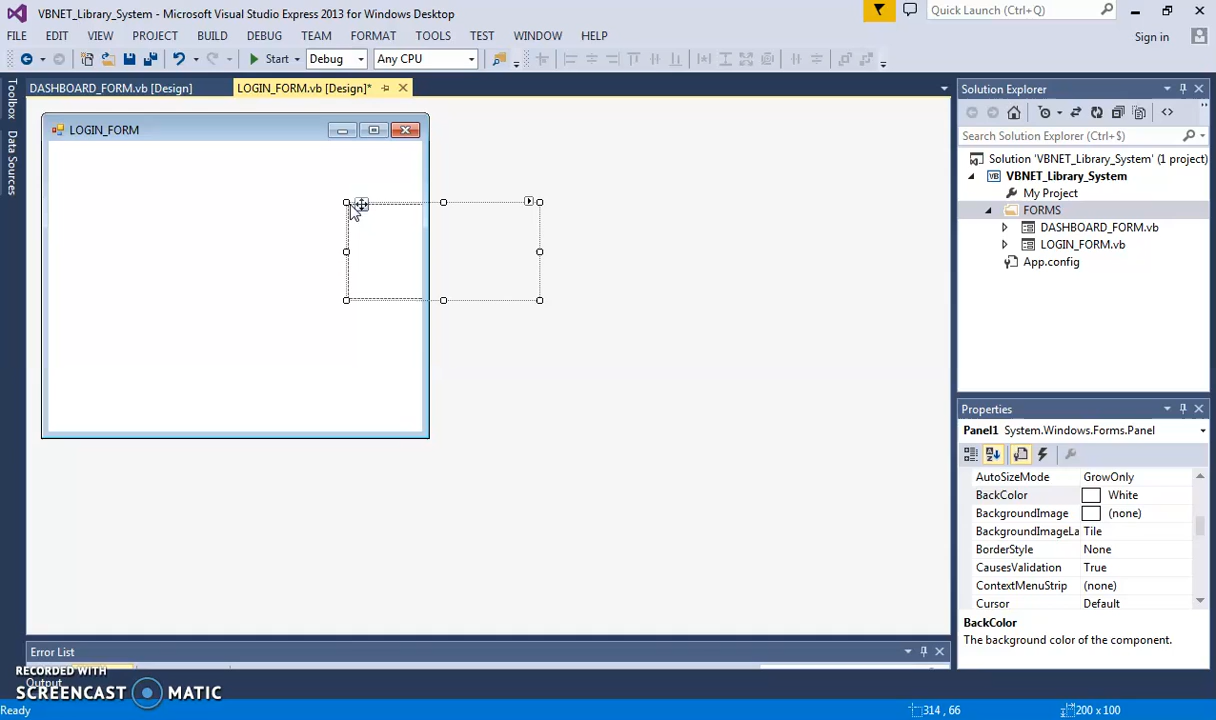 VBNET_Library_System - Microsoft Visual Studio Express 2013 for Windows Desktop
Quick Launch (Ctrl+Q)
FILE EDIT VIEW PROJECT BUILD DEBUG TEAM FORMAT TOOLS TEST WINDOW HELP
Sign in
Start Debug Any CPU
Toolbox
Data Sources
DASHBOARD_FORM.vb [Design]
LOGIN_FORM.vb [Design]*
LOGIN_FORM
Solution Explorer
Search Solution Explorer (Ctrl+$)
Solution 'VBNET_Library_System' (1 project)
VBNET_Library_System
My Project
FORMS
DASHBOARD_FORM.vb
LOGIN_FORM.vb
App.config
Properties
Panel1 System.Windows.Forms.Panel
AutoSizeMode GrowOnly
BackColor White
BackgroundImage (none)
BackgroundImageLa Tile
BorderStyle None
CausesValidation True
ContextMenuStrip (none)
Cursor Default
BackColor
The background color of the component.
Error List
Output
RECORDED WITH
SCREENCAST MATIC
Ready
314 , 66
200 x 100